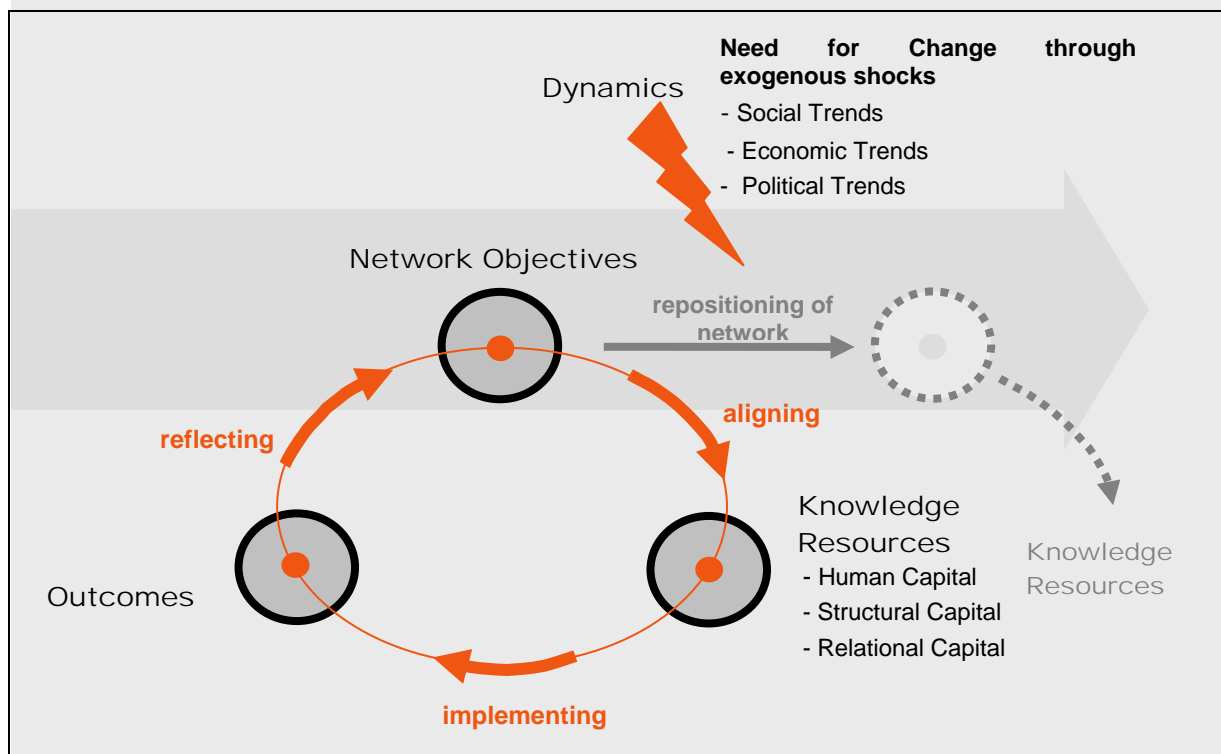 Need for Change through
exogenous shocks
Dynamics
- Social Trends
- Economic Trends
- Political Trends
Network Objectives
repositioning of
network
reflecting
aligning
Knowledge
Resources
- Human Capital
- Structural Capital
- Relational Capital
Knowledge
Resources
Outcomes
implementing